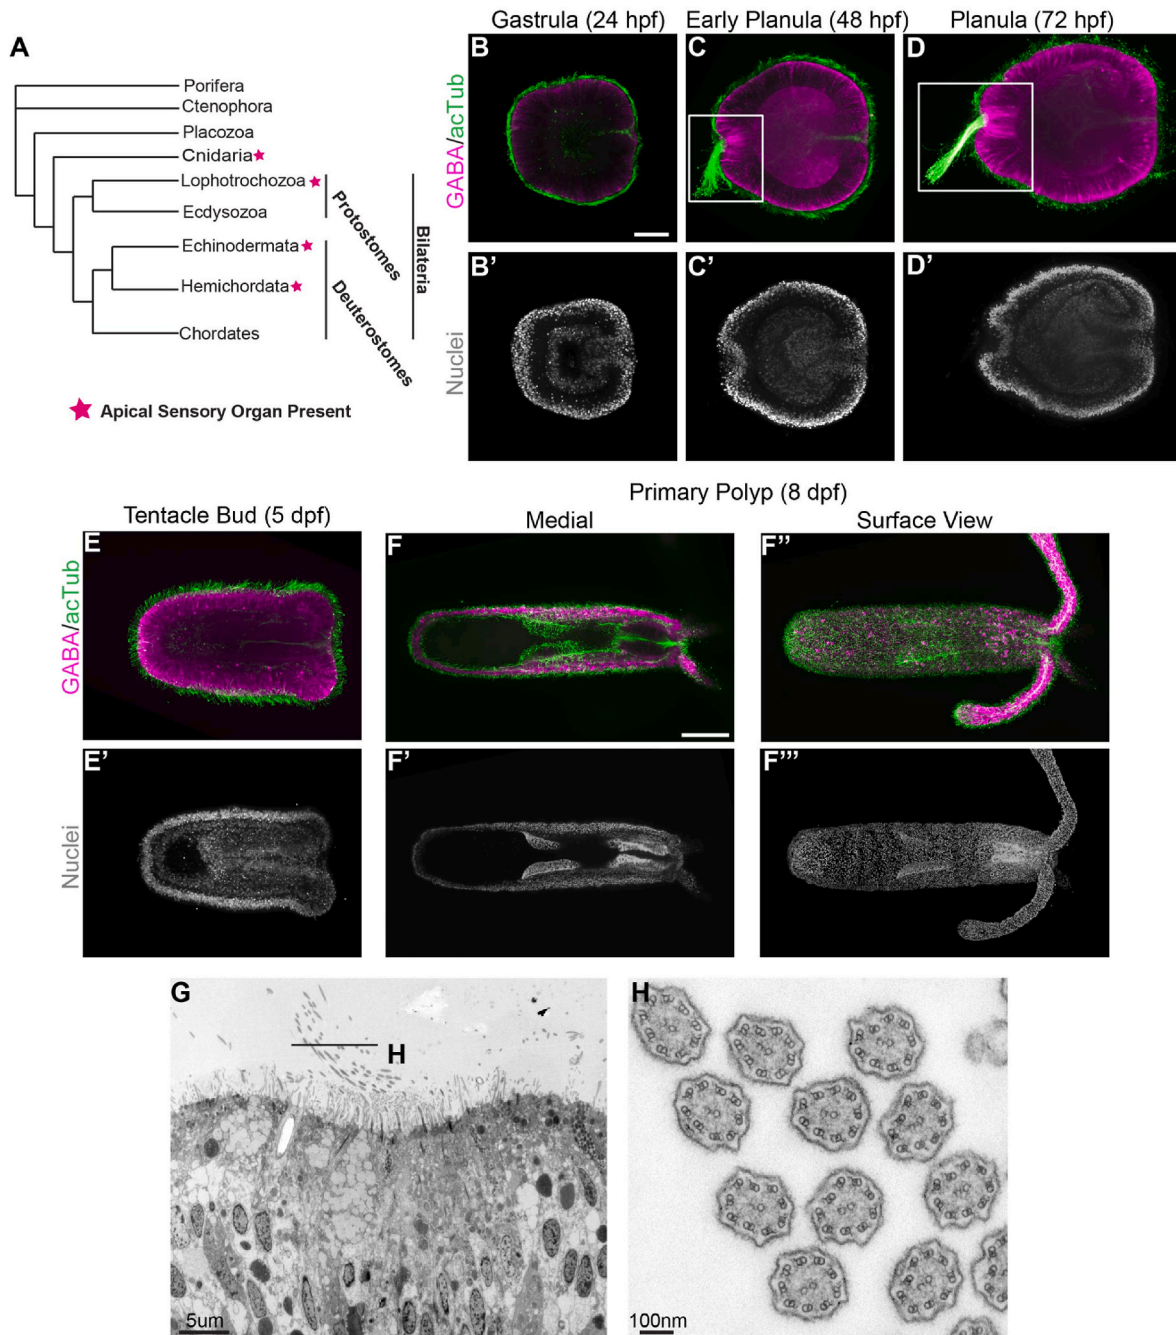 A
Porifera
Ctenophora
Placozoa
Cnidaria
Lophotrochozoa
Ecdysozoa
Echinodermata
Hemichordata
Chordates
Protostomes
Deuterostomes
Bilateria
Apical Sensory Organ Present
Gastrula (24 hpf)
Early Planula (48 hpf)
Planula (72 hpf)
GABA/acTub
B
C
D
Nuclei
B'
C'
D'
Primary Polyp (8 dpf)
Tentacle Bud (5 dpf)
Medial
Surface View
GABA/acTub
E
F
F''
Nuclei
E'
F'
F'''
G
H
5um
H
100nm